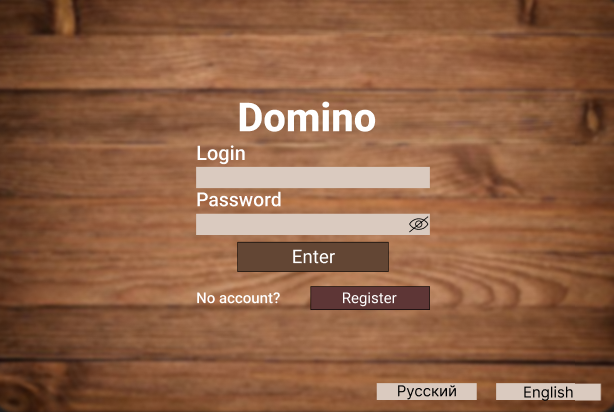 Domino
Login
Password
Enter
No account? Register
Русский English